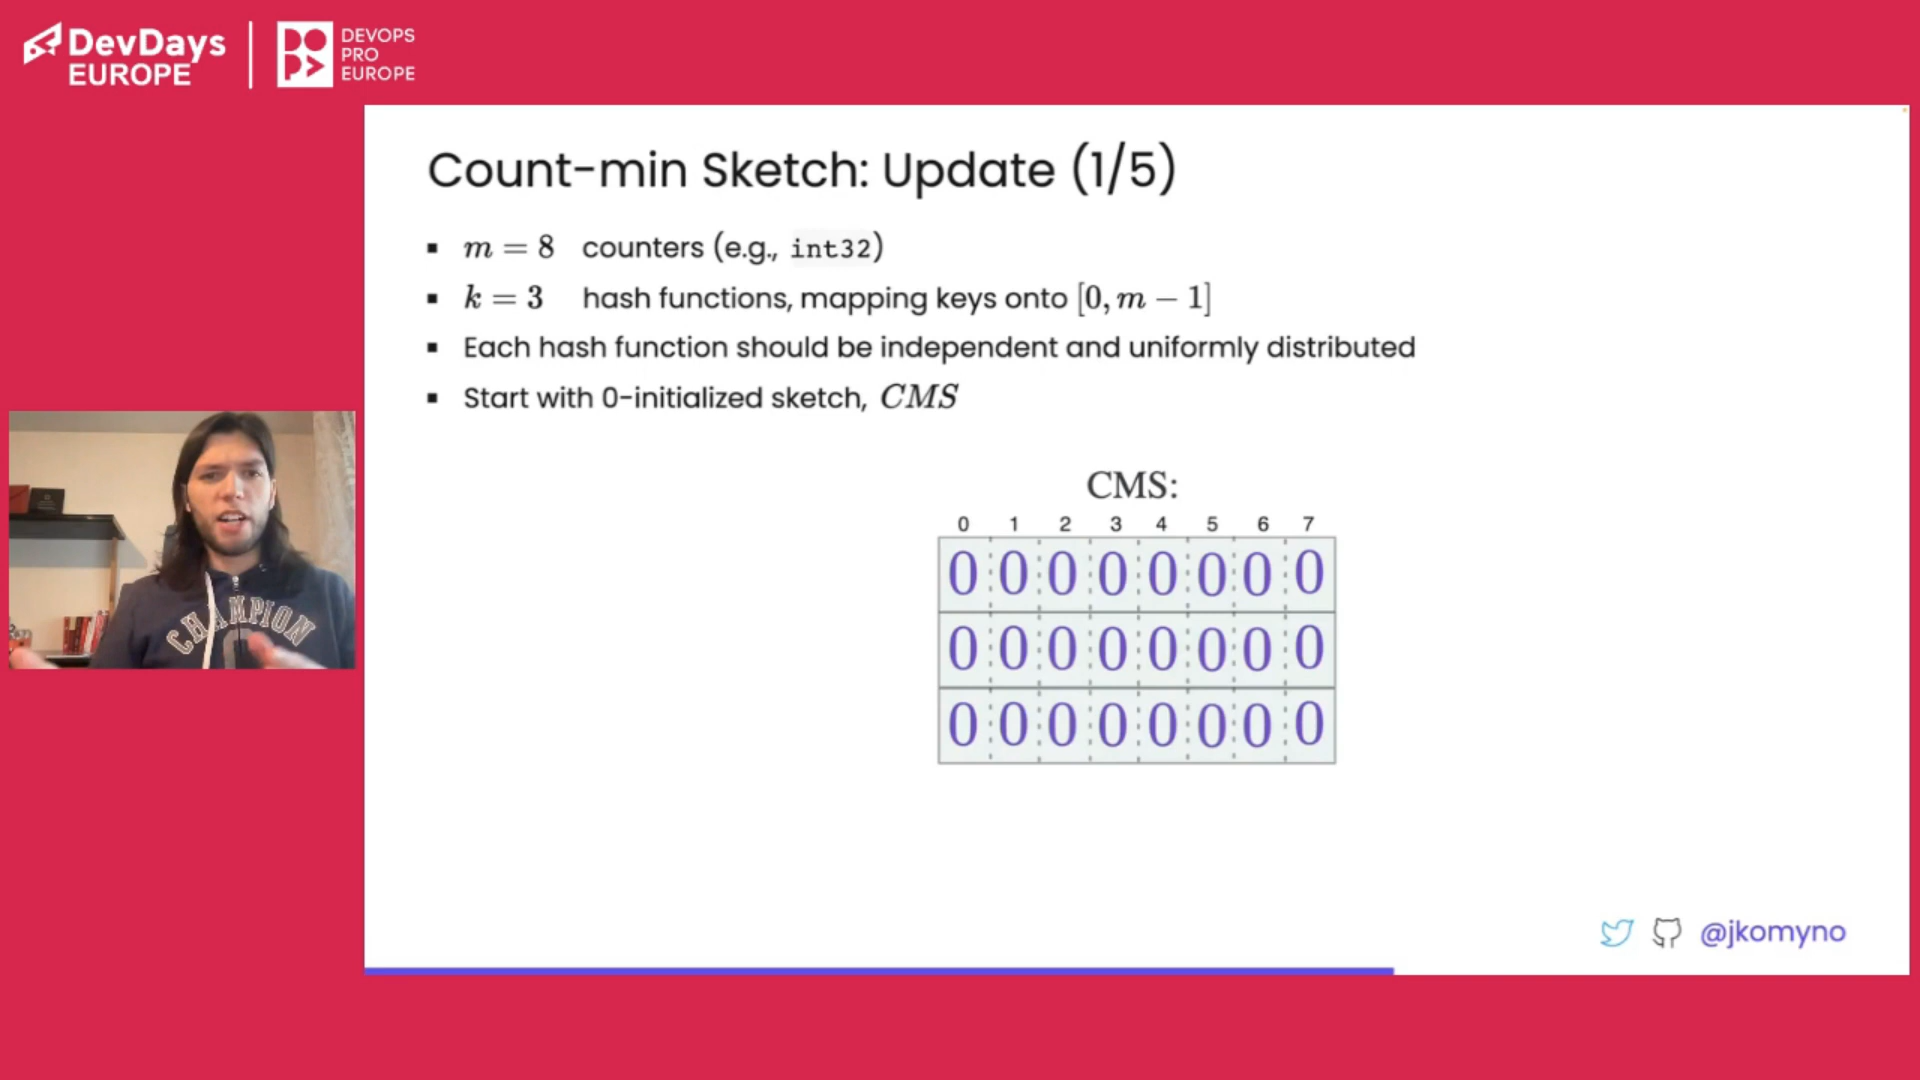 DevDays
EUROPE
DEVOPS
PRO
EUROPE
Count-min Sketch: Update (1/5)
▪ m = 8 counters (e.g., int32)
▪ k = 3 hash functions, mapping keys onto [0, m − 1]
▪ Each hash function should be independent and uniformly distributed
▪ Start with 0-initialized sketch, CMS
CMS:
0 1 2 3 4 5 6 7
0 0 0 0 0 0 0 0
0 0 0 0 0 0 0 0
0 0 0 0 0 0 0 0
CHAMPION
@jkomyno